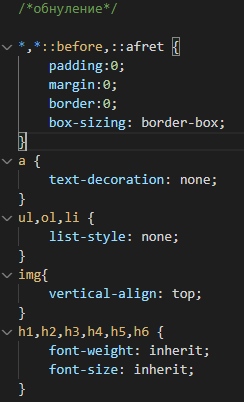 /*обнуление*/
*,*::before,::afret {
padding:0;
margin:0;
border:0;
box-sizing: border-box;
}
a {
text-decoration: none;
}
ul,ol,li {
list-style: none;
}
img{
vertical-align: top;
}
h1,h2,h3,h4,h5,h6 {
font-weight: inherit;
font-size: inherit;
}